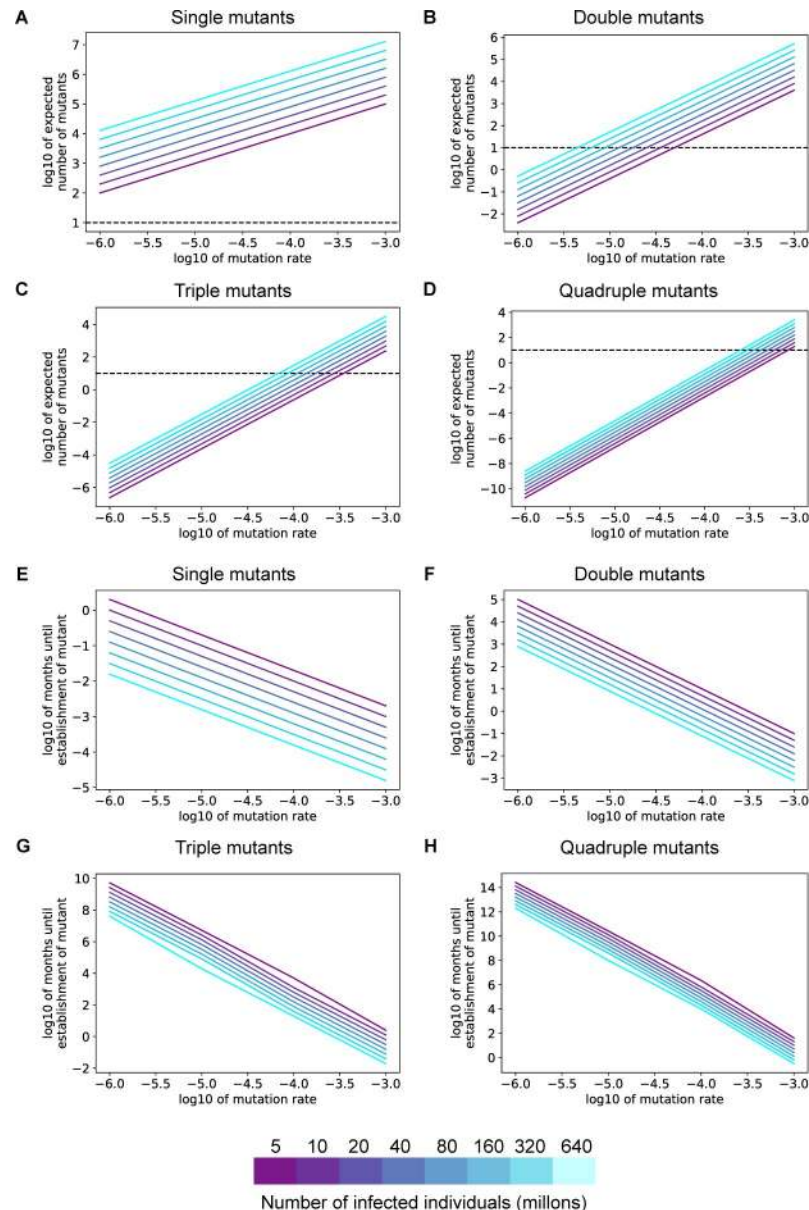 A Single mutants
log10 of expected
number of mutants
7
6
5
4
3
2
1
−6.0 −5.5 −5.0 −4.5 −4.0 −3.5 −3.0
log10 of mutation rate
B Double mutants
log10 of expected
number of mutants
6
5
4
3
2
1
0
−1
−2
−6.0 −5.5 −5.0 −4.5 −4.0 −3.5 −3.0
log10 of mutation rate
C Triple mutants
log10 of expected
number of mutants
4
2
0
−2
−4
−6
−6.0 −5.5 −5.0 −4.5 −4.0 −3.5 −3.0
log10 of mutation rate
D Quadruple mutants
log10 of expected
number of mutants
4
2
0
−2
−4
−6
−8
−10
−6.0 −5.5 −5.0 −4.5 −4.0 −3.5 −3.0
log10 of mutation rate
E Single mutants
log10 of months until
establishment of mutant
0
−1
−2
−3
−4
−5
−6.0 −5.5 −5.0 −4.5 −4.0 −3.5 −3.0
log10 of mutation rate
F Double mutants
log10 of months until
establishment of mutant
5
4
3
2
1
0
−1
−2
−3
−6.0 −5.5 −5.0 −4.5 −4.0 −3.5 −3.0
log10 of mutation rate
G Triple mutants
log10 of months until
establishment of mutant
10
8
6
4
2
0
−2
−6.0 −5.5 −5.0 −4.5 −4.0 −3.5 −3.0
log10 of mutation rate
H Quadruple mutants
log10 of months until
establishment of mutant
14
12
10
8
6
4
2
0
−6.0 −5.5 −5.0 −4.5 −4.0 −3.5 −3.0
log10 of mutation rate
5 10 20 40 80 160 320 640
Number of infected individuals (millons)